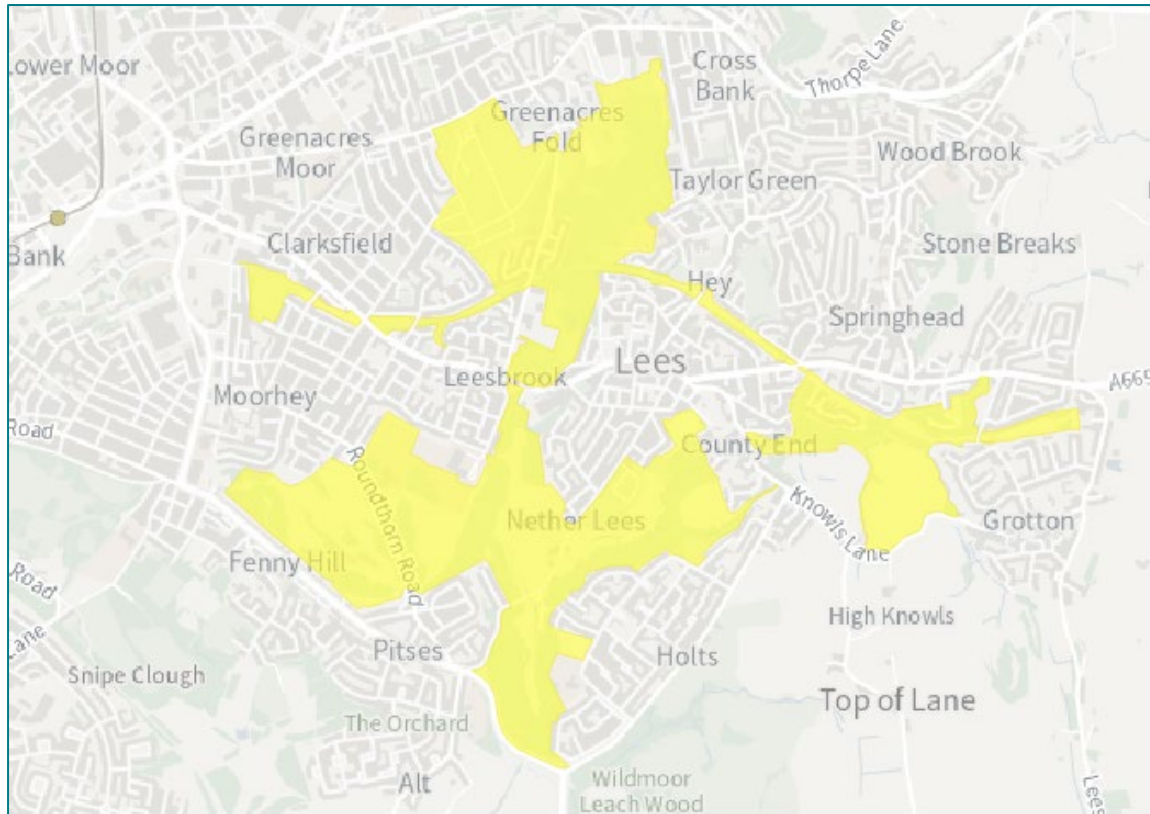 Lower Moor
Cross
Bank
Thorpe Lane
Greenacres
Fold
Greenacres
Moor
Wood Brook
Taylor Green
Clarksfield
Stone Breaks
Bank
Hey
Springhead
Lees
Leesbrook
A669
Moorhey
Road
County End
Roundthorn Road
Knowls Lane
Nether Lees
Grotton
Fenny Hill
Road
High Knowls
Lane
Pitses
Holts
Snipe Clough
Top of Lane
The Orchard
Alt
Wildmoor
Leach Wood
Lees